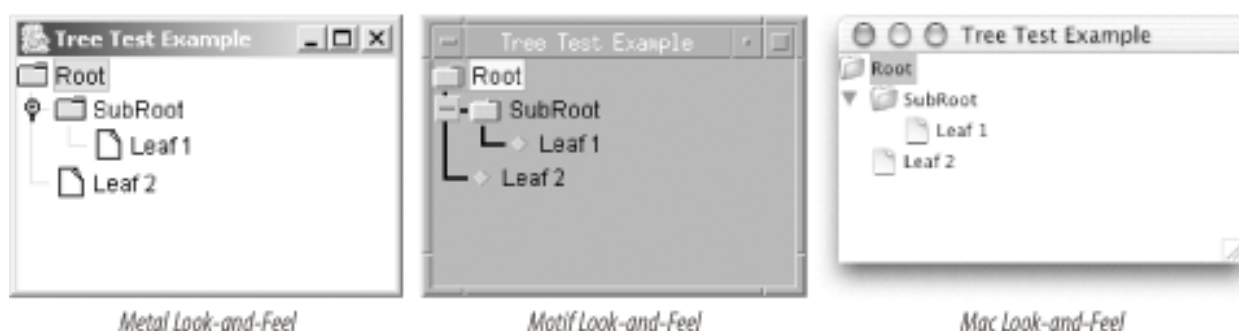 Tree Test Example
Root
SubRoot
Leaf 1
Leaf 2
Metal Look-and-Feel
Tree Test Example
Root
SubRoot
Leaf 1
Leaf 2
Motif Look-and-Feel
Tree Test Example
Root
SubRoot
Leaf 1
Leaf 2
Mac Look-and-Feel